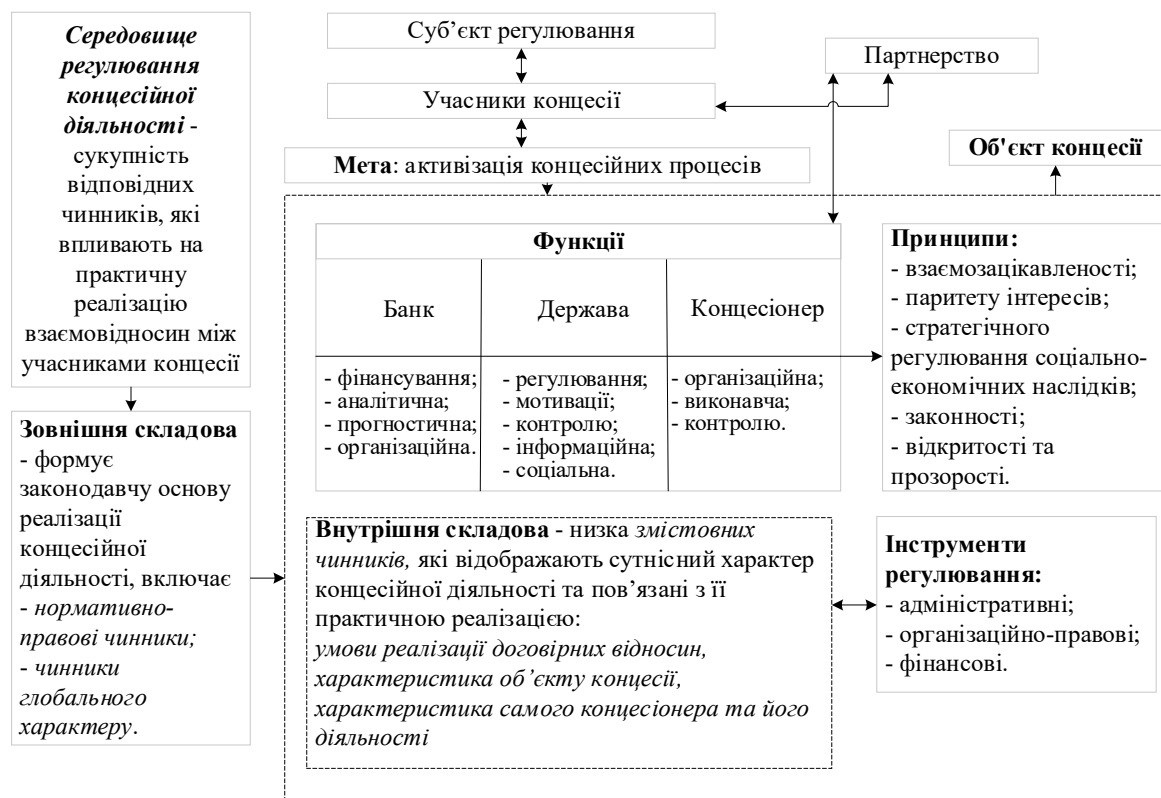 Середовище
регулювання
концесійної
діяльності -
сукупність
відповідних
чинників, які
впливають на
практичну
реалізацію
взаємовідносин між
учасниками концесії
Зовнішня складова
- формує
законодавчу основу
реалізації
концесійної
діяльності, включає
- нормативно-
правові чинники;
- чинники
глобального
характеру.
Суб’єкт регулювання
Учасники концесії
Партнерство
Мета: активізація концесійних процесів
Об'єкт концесії
Функції
Банк
Держава
Концесіонер
- фінансування;
- аналітична;
- прогностична;
- організаційна.
- регулювання;
- мотивації;
- контролю;
- інформаційна;
- соціальна.
- організаційна;
- виконавча;
- контролю.
Принципи:
- взаємозацікавленості;
- паритету інтересів;
- стратегічного
регулювання соціально-
економічних наслідків;
- законності;
- відкритості та
прозорості.
Внутрішня складова - низка змістовних
чинників, які відображають сутнісний характер
концесійної діяльності та пов’язані з її
практичною реалізацією:
умови реалізації договірних відносин,
характеристика об’єкту концесії,
характеристика самого концесіонера та його
діяльності
Інструменти
регулювання:
- адміністративні;
- організаційно-правові;
- фінансові.